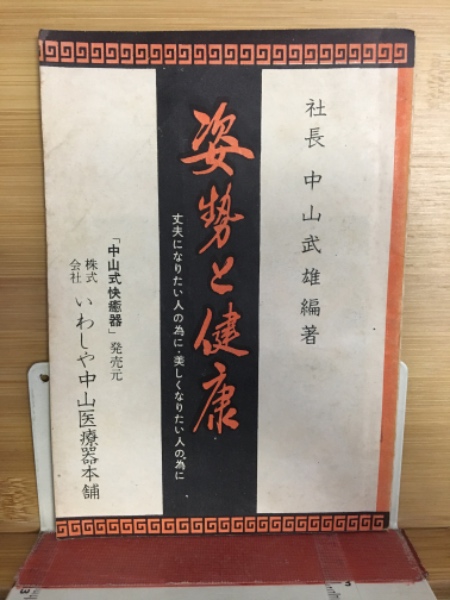 社長 中山武雄編著
姿勢と健康
丈夫になりたい人の為に・美しくなりたい人の為に
「中山式快癒器」発売元
株式会社 いわしや中山医療器本舗